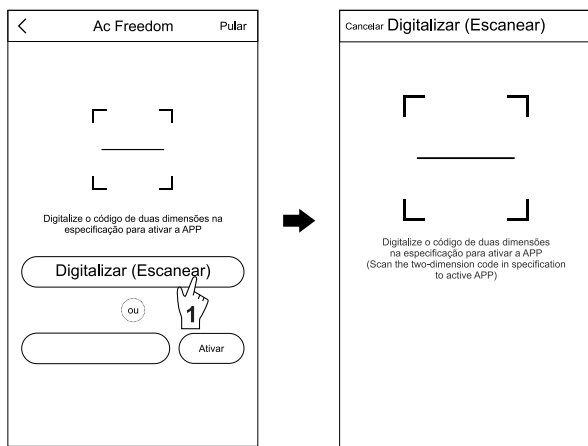 Ac Freedom
Pular
Digitalize o código de duas dimensões na
especificação para ativar a APP
Digitalizar (Escanear)
ou
1
Ativar
Cancelar Digitalizar (Escanear)
Digitalize o código de duas dimensões
na especificação para ativar a APP
(Scan the two-dimension code in specification
to active APP)